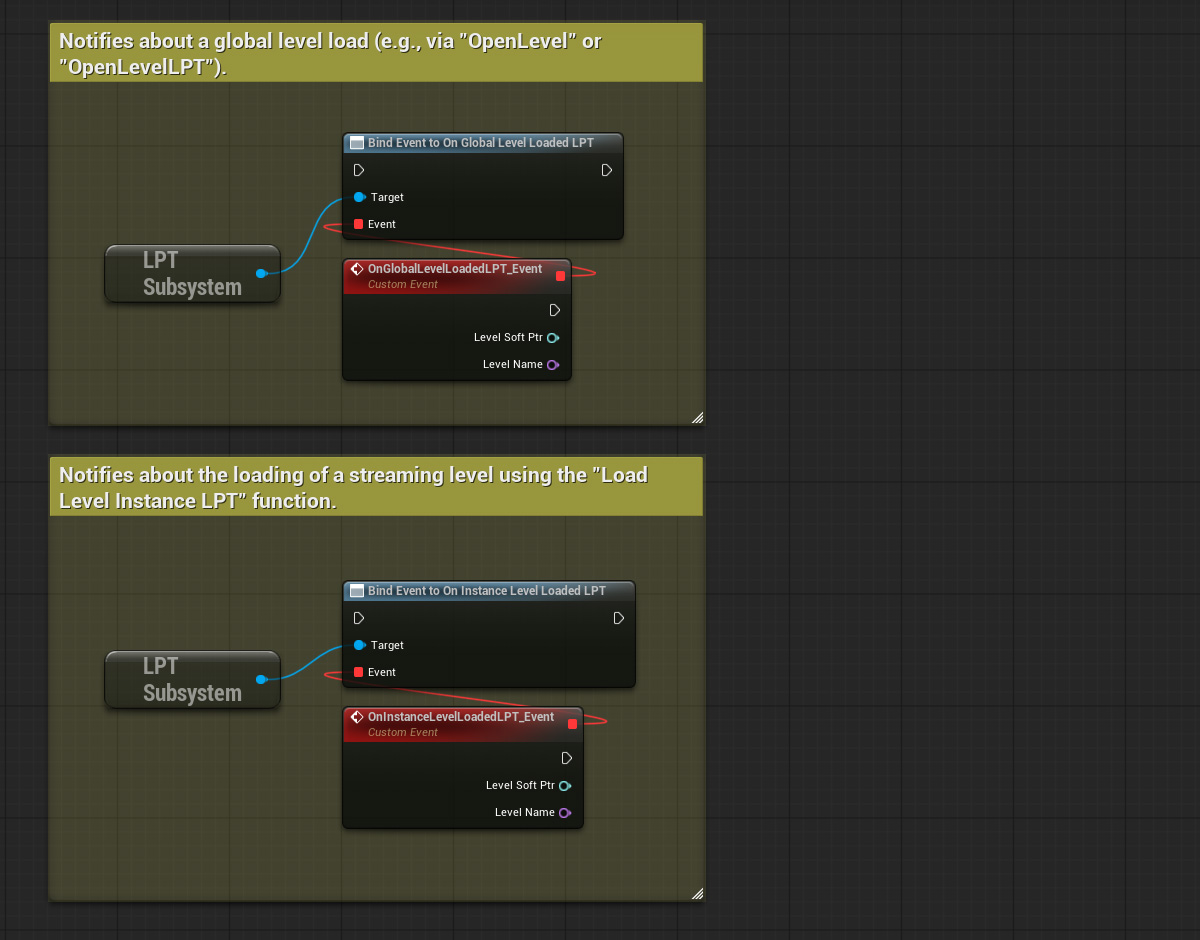 Notifies about a global level load (e.g., via "OpenLevel" or
"OpenLevelLPT").
Bind Event to On Global Level Loaded LPT
Target
Event
LPT
Subsystem
OnGlobalLevelLoadedLPT_Event
Custom Event
Level Soft Ptr
Level Name
Notifies about the loading of a streaming level using the "Load
Level Instance LPT" function.
Bind Event to On Instance Level Loaded LPT
Target
Event
LPT
Subsystem
OnInstanceLevelLoadedLPT_Event
Custom Event
Level Soft Ptr
Level Name